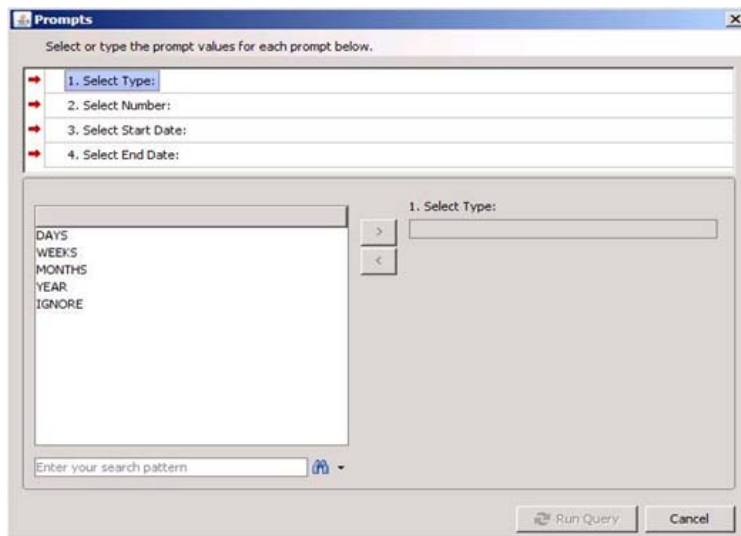 Prompts
Select or type the prompt values for each prompt below.
1. Select Type:
2. Select Number:
3. Select Start Date:
4. Select End Date:
1. Select Type:
DAYS
WEEKS
MONTHS
YEAR
IGNORE
>
<
Enter your search pattern
Run Query
Cancel